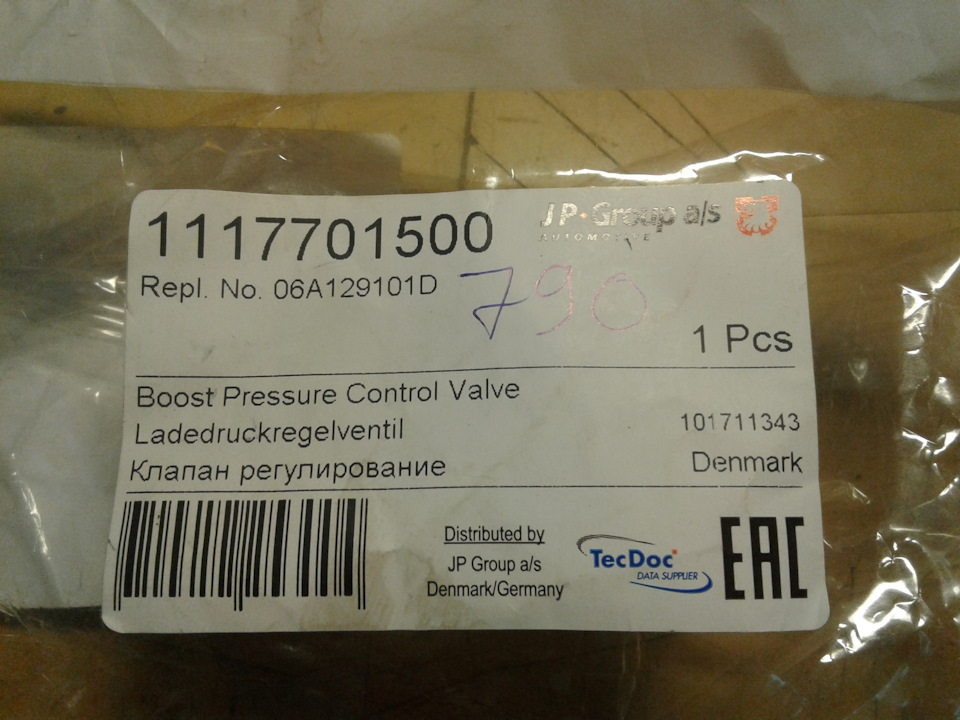 1117701500
JP Group a/s
AUTOMOTIVE
Repl. No. 06A129101D
790
1 Pcs
Boost Pressure Control Valve
Ladedruckregelventil
101711343
Клапан регулирование
Denmark
Distributed by
JP Group a/s
Denmark/Germany
TecDoc
DATA SUPPLIER
EAC